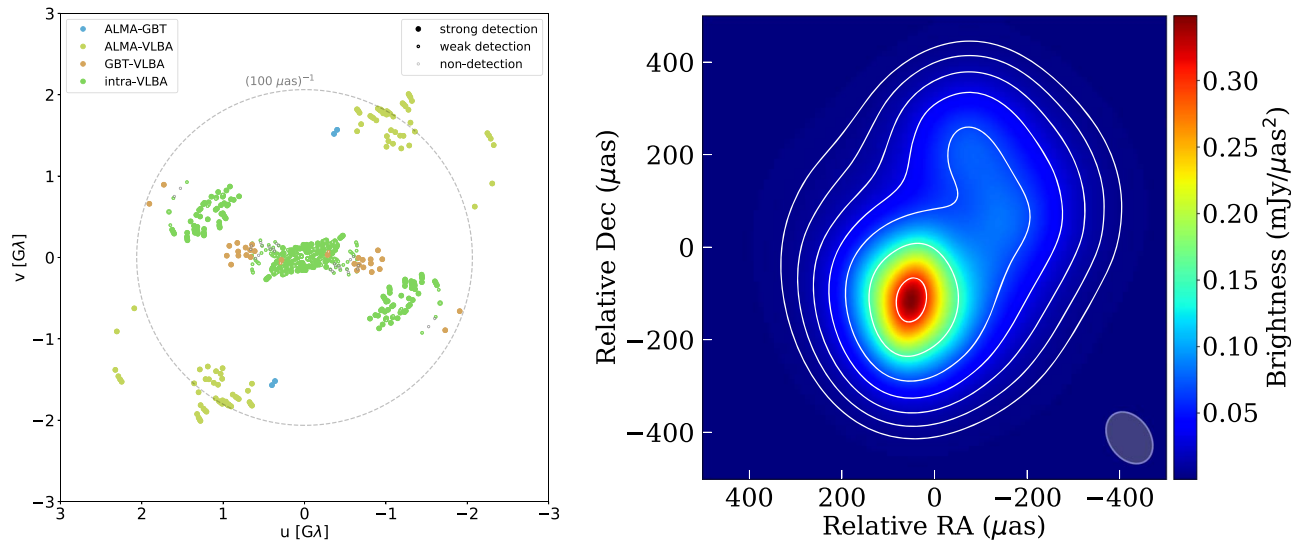 ALMA-GBT
ALMA-VLBA
GBT-VLBA
intra-VLBA
strong detection
weak detection
non-detection
(100 μas)⁻¹
3
2
1
0
−1
−2
−3
v [Gλ]
3 2 1 0 −1 −2 −3
u [Gλ]
400
200
0
−200
−400
Relative Dec (μas)
400 200 0 −200 −400
Relative RA (μas)
0.30
0.25
0.20
0.15
0.10
0.05
Brightness (mJy/μas²)